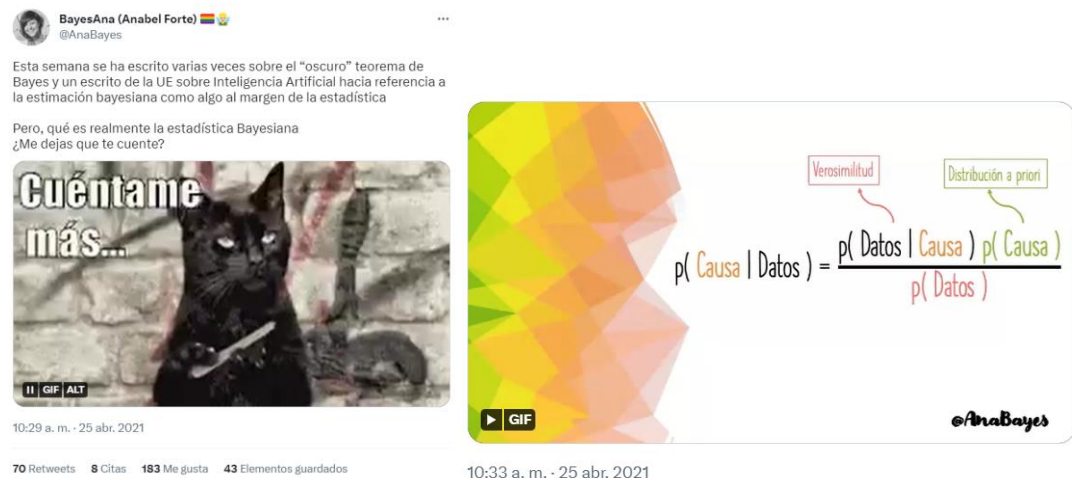 BayesAna (Anabel Forte)
@AnaBayes
Esta semana se ha escrito varias veces sobre el “oscuro” teorema de
Bayes y un escrito de la UE sobre Inteligencia Artificial hacia referencia a
la estimación bayesiana como algo al margen de la estadística
Pero, qué es realmente la estadística Bayesiana
¿Me dejas que te cuente?
Cuéntame
más...
GIF ALT
10:29 a. m. · 25 abr. 2021
70 Retweets 8 Citas 183 Me gusta 43 Elementos guardados
Verosimilitud
Distribución a priori
p( Causa | Datos ) = p( Datos | Causa ) p( Causa )
p( Datos )
GIF
@AnaBayes
10:33 a. m. · 25 abr. 2021